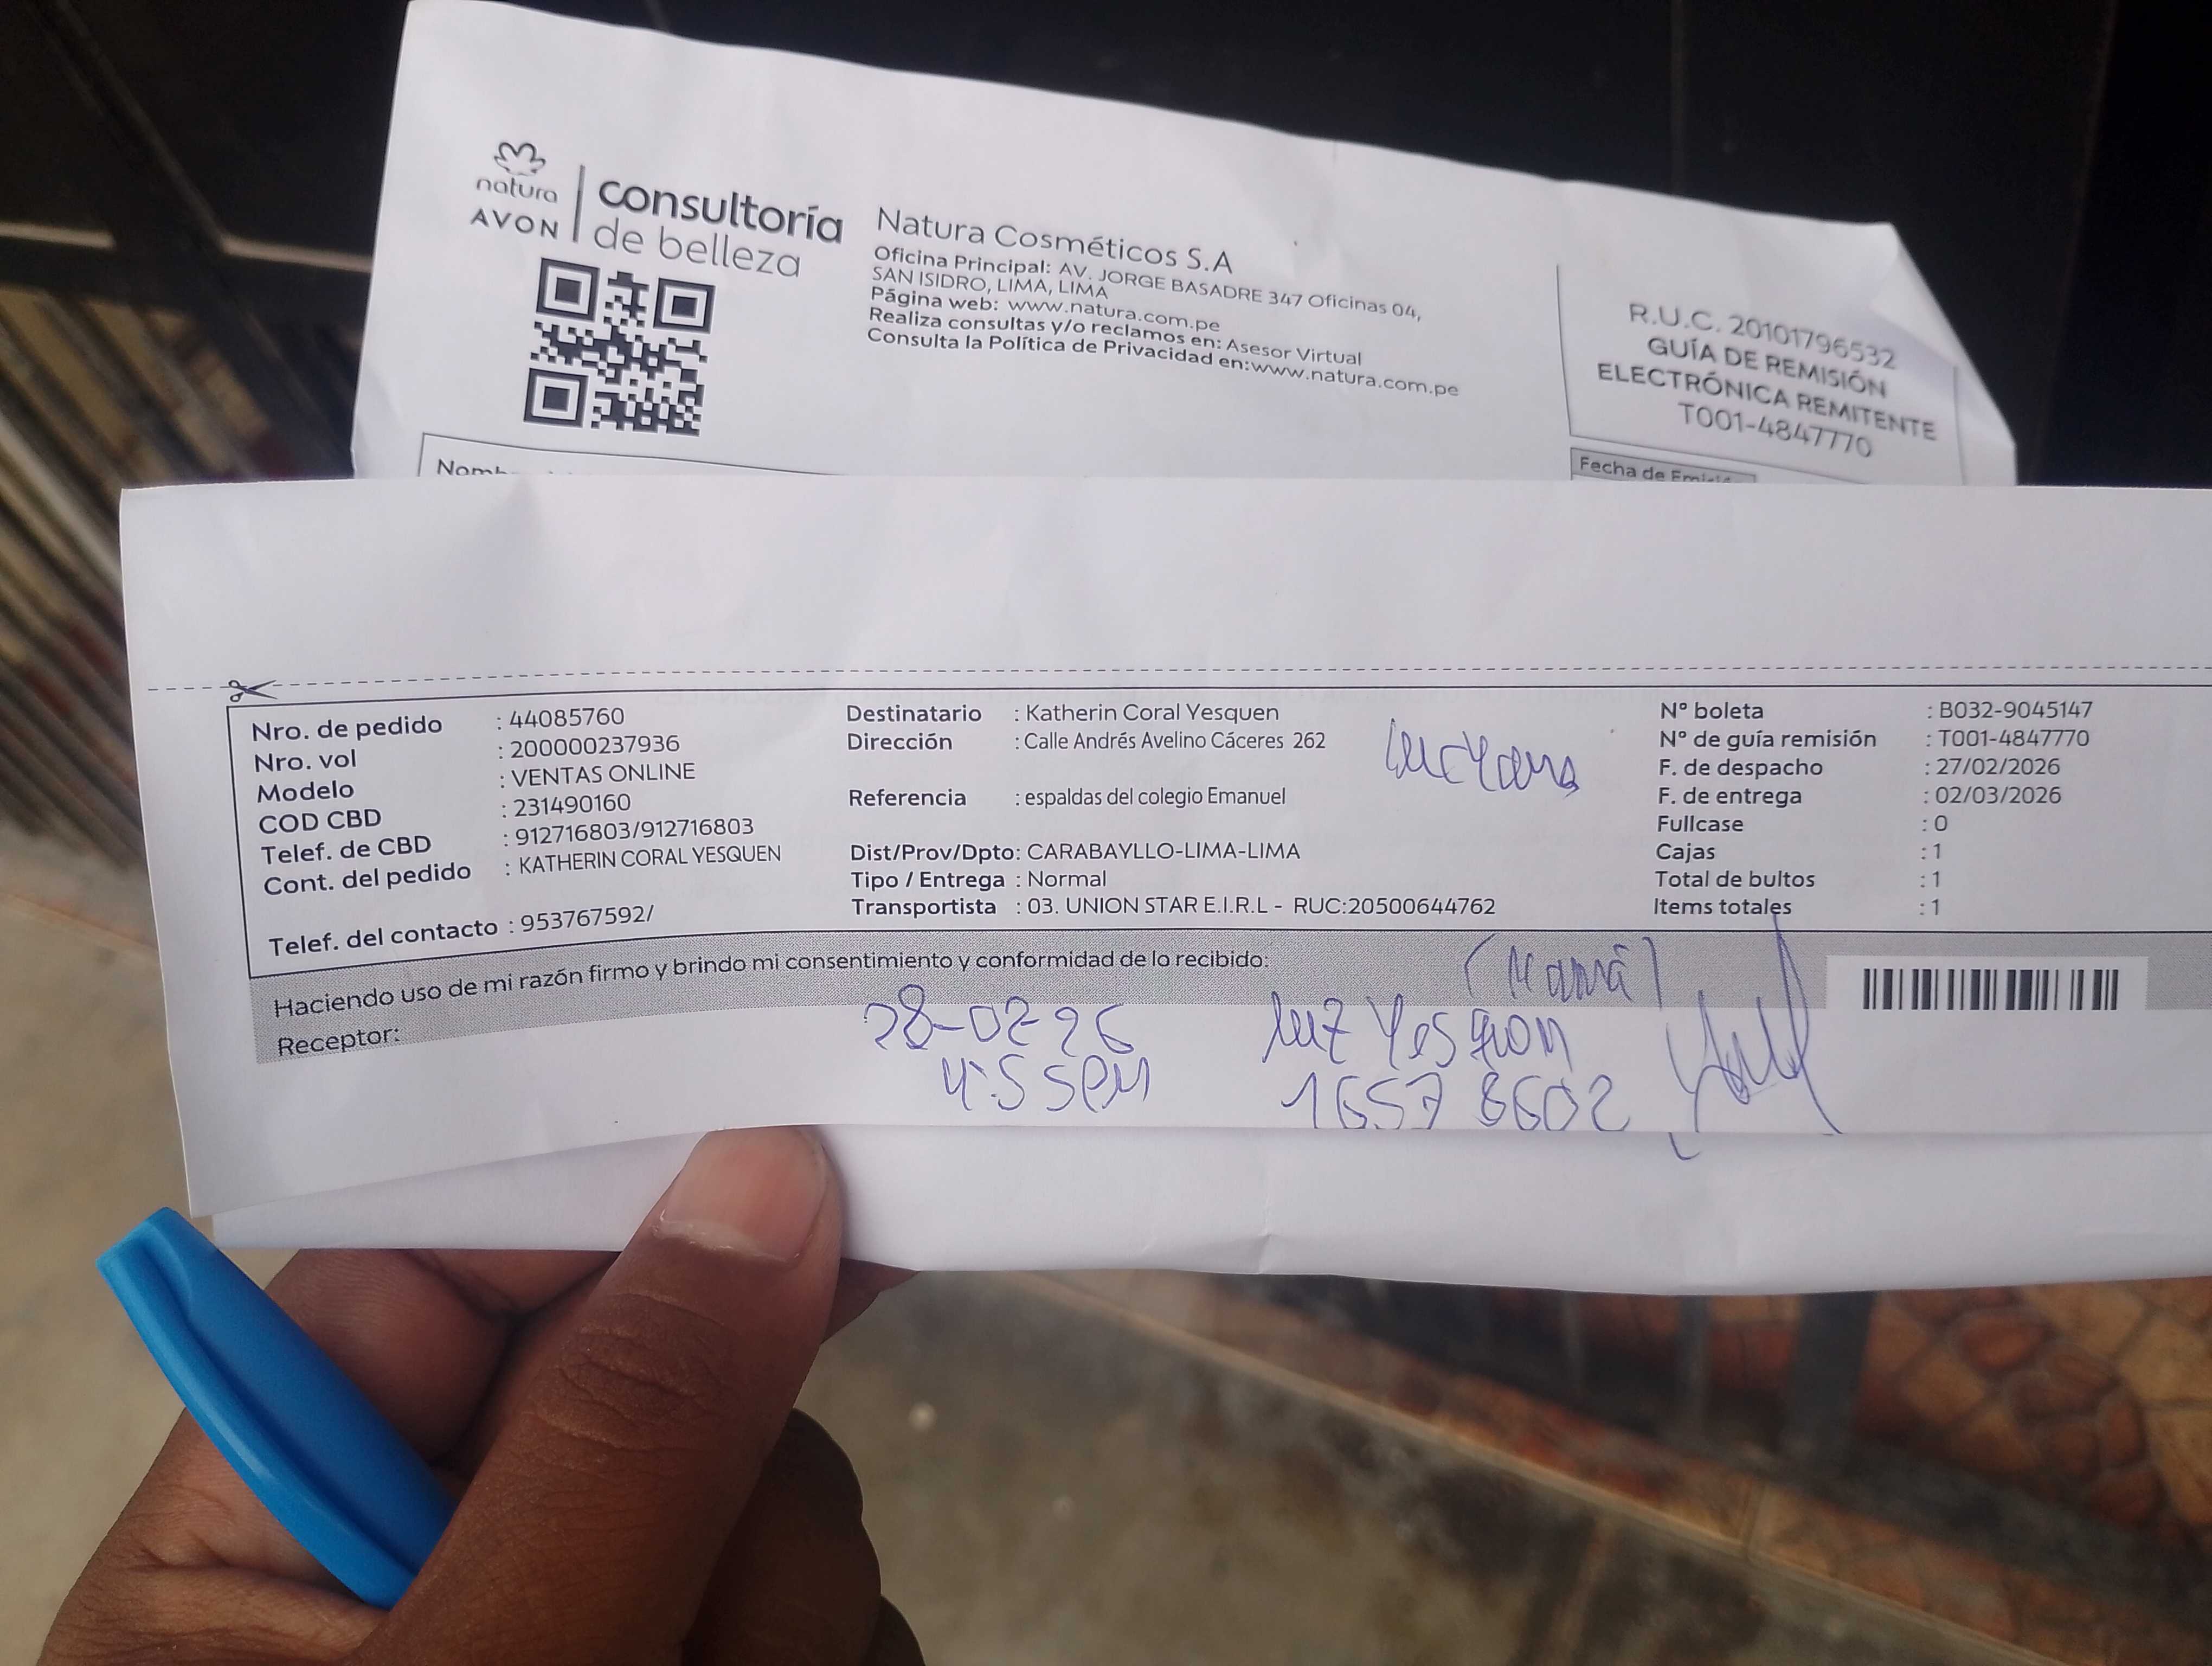 natura
AVON
consultoría
de belleza
Natura Cosméticos S.A
Oficina Principal: AV. JORGE BASADRE 347 Oficinas 04,
SAN ISIDRO, LIMA, LIMA
Página web: www.natura.com.pe
Realiza consultas y/o reclamos en: Asesor Virtual
Consulta la Política de Privacidad en:www.natura.com.pe
R.U.C. 20101796532
GUÍA DE REMISIÓN
ELECTRÓNICA REMITENTE
T001-4847770
Fecha de
Nro. de pedido : 44085760
Nro. vol : 200000237936
Modelo : VENTAS ONLINE
COD CBD : 231490160
Telef. de CBD : 912716803/912716803
Cont. del pedido : KATHERIN CORAL YESQUEN
Telef. del contacto : 953767592/
Destinatario : Katherin Coral Yesquen
Dirección : Calle Andrés Avelino Cáceres 262
Referencia : espaldas del colegio Emanuel
Dist/Prov/Dpto: CARABAYLLO-LIMA-LIMA
Tipo / Entrega : Normal
Transportista : 03. UNION STAR E.I.R.L - RUC:20500644762
N° boleta : B032-9045147
N° de guía remisión : T001-4847770
F. de despacho : 27/02/2026
F. de entrega : 02/03/2026
Fullcase : 0
Cajas : 1
Total de bultos : 1
Items totales : 1
Haciendo uso de mi razón firmo y brindo mi consentimiento y conformidad de lo recibido:
Receptor:
(Mamá)
28-02-26
4:55PM
Luz Yesquen